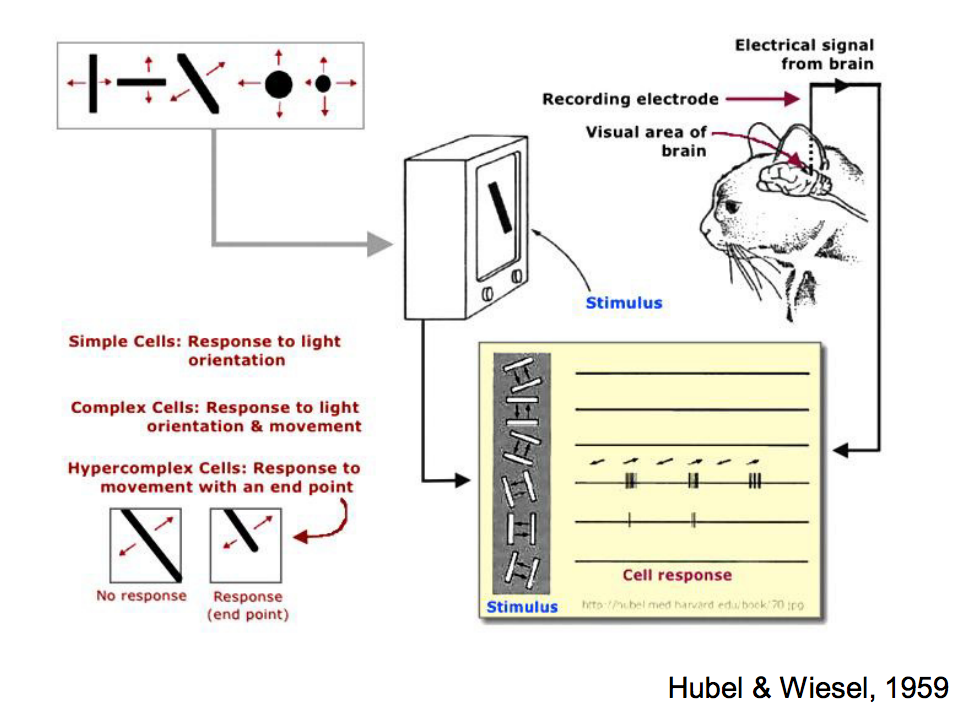 Electrical signal
from brain
Recording electrode
Visual area of
brain
Stimulus
Simple Cells: Response to light
orientation
Complex Cells: Response to light
orientation & movement
Hypercomplex Cells: Response to
movement with an end point
No response
Response
(end point)
Cell response
Stimulus
http://hubel.med.harvard.edu/book/70.jpg
Hubel & Wiesel, 1959